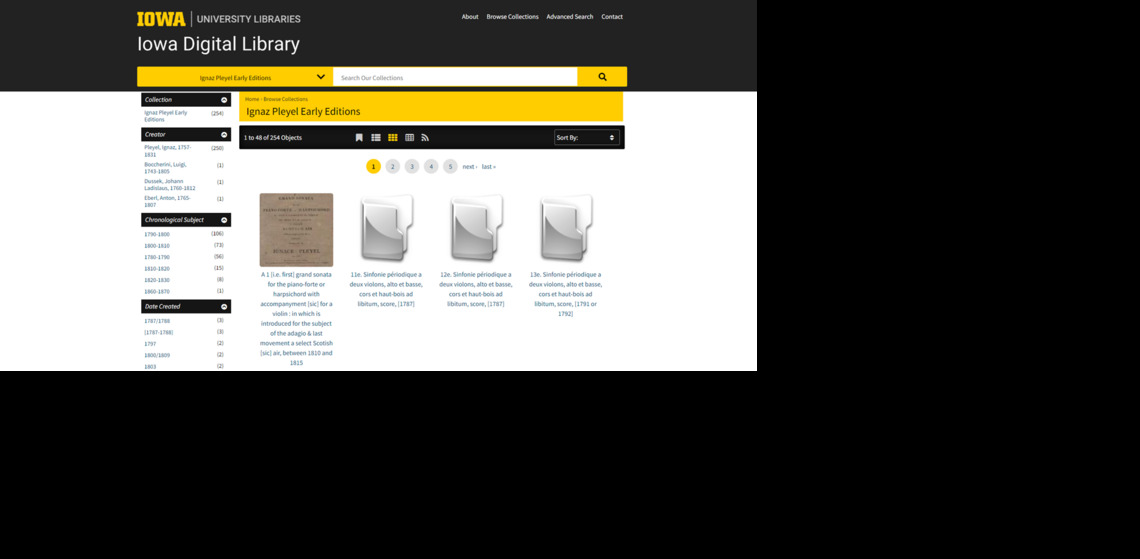 IOWA UNIVERSITY LIBRARIES
About Browse Collections Advanced Search Contact
Iowa Digital Library
Ignaz Pleyel Early Editions
Search Our Collections
Collection
Ignaz Pleyel Early
Editions
(254)
Creator
Pleyel, Ignaz, 1757-
1831
(250)
Boccherini, Luigi,
1743-1805
(1)
Dussek, Johann
Ladislaus, 1760-1812
(1)
Eberl, Anton, 1765-
1807
(1)
Chronological Subject
1790-1800 (106)
1800-1810 (73)
1780-1790 (56)
1810-1820 (15)
1820-1830 (8)
1860-1870 (1)
Date Created
1787/1788 (3)
[1787-1788] (3)
1797 (2)
1800/1809 (2)
1803 (2)
Home › Browse Collections
Ignaz Pleyel Early Editions
1 to 48 of 254 Objects
Sort By:
1 2 3 4 5 next › last »
A 1 [i.e. first] grand sonata
for the piano-forte or
harpsichord with
accompanyment [sic] for a
violin : in which is
introduced for the subject
of the adagio & last
movement a select Scotish
[sic] air, between 1810 and
1815
11e. Sinfonie périodique a
deux violons, alto et basse,
cors et haut-bois ad
libitum, score, [1787]
12e. Sinfonie périodique a
deux violons, alto et basse,
cors et haut-bois ad
libitum, score, [1787]
13e. Sinfonie périodique a
deux violons, alto et basse,
cors et haut-bois ad
libitum, score, [1791 or
1792]